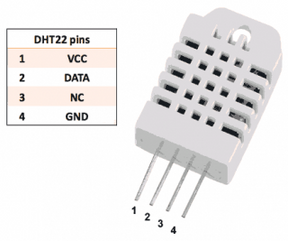 DHT22 pins
1 VCC
2 DATA
3 NC
4 GND
1 2 3 4